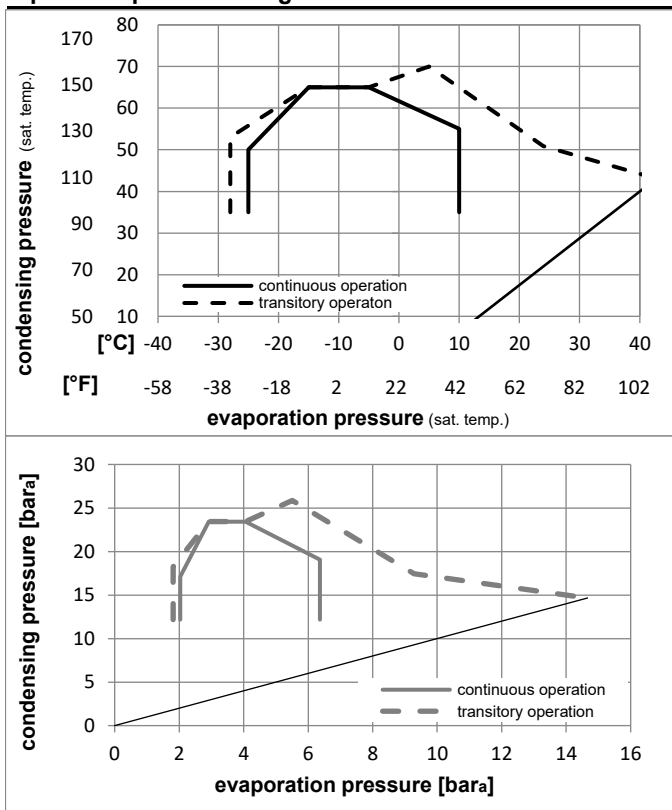 170 80
150 70
130 60
50
110 40
90 30
70 20
50 10
condensing pressure (sat. temp.)
continuous operation
transitory operaton
[°C] -40 -30 -20 -10 0 10 20 30 40
[°F] -58 -38 -18 2 22 42 62 82 102
evaporation pressure (sat. temp.)
30
25
20
15
10
5
0
condensing pressure [bara]
continuous operation
transitory operation
0 2 4 6 8 10 12 14 16
evaporation pressure [bara]